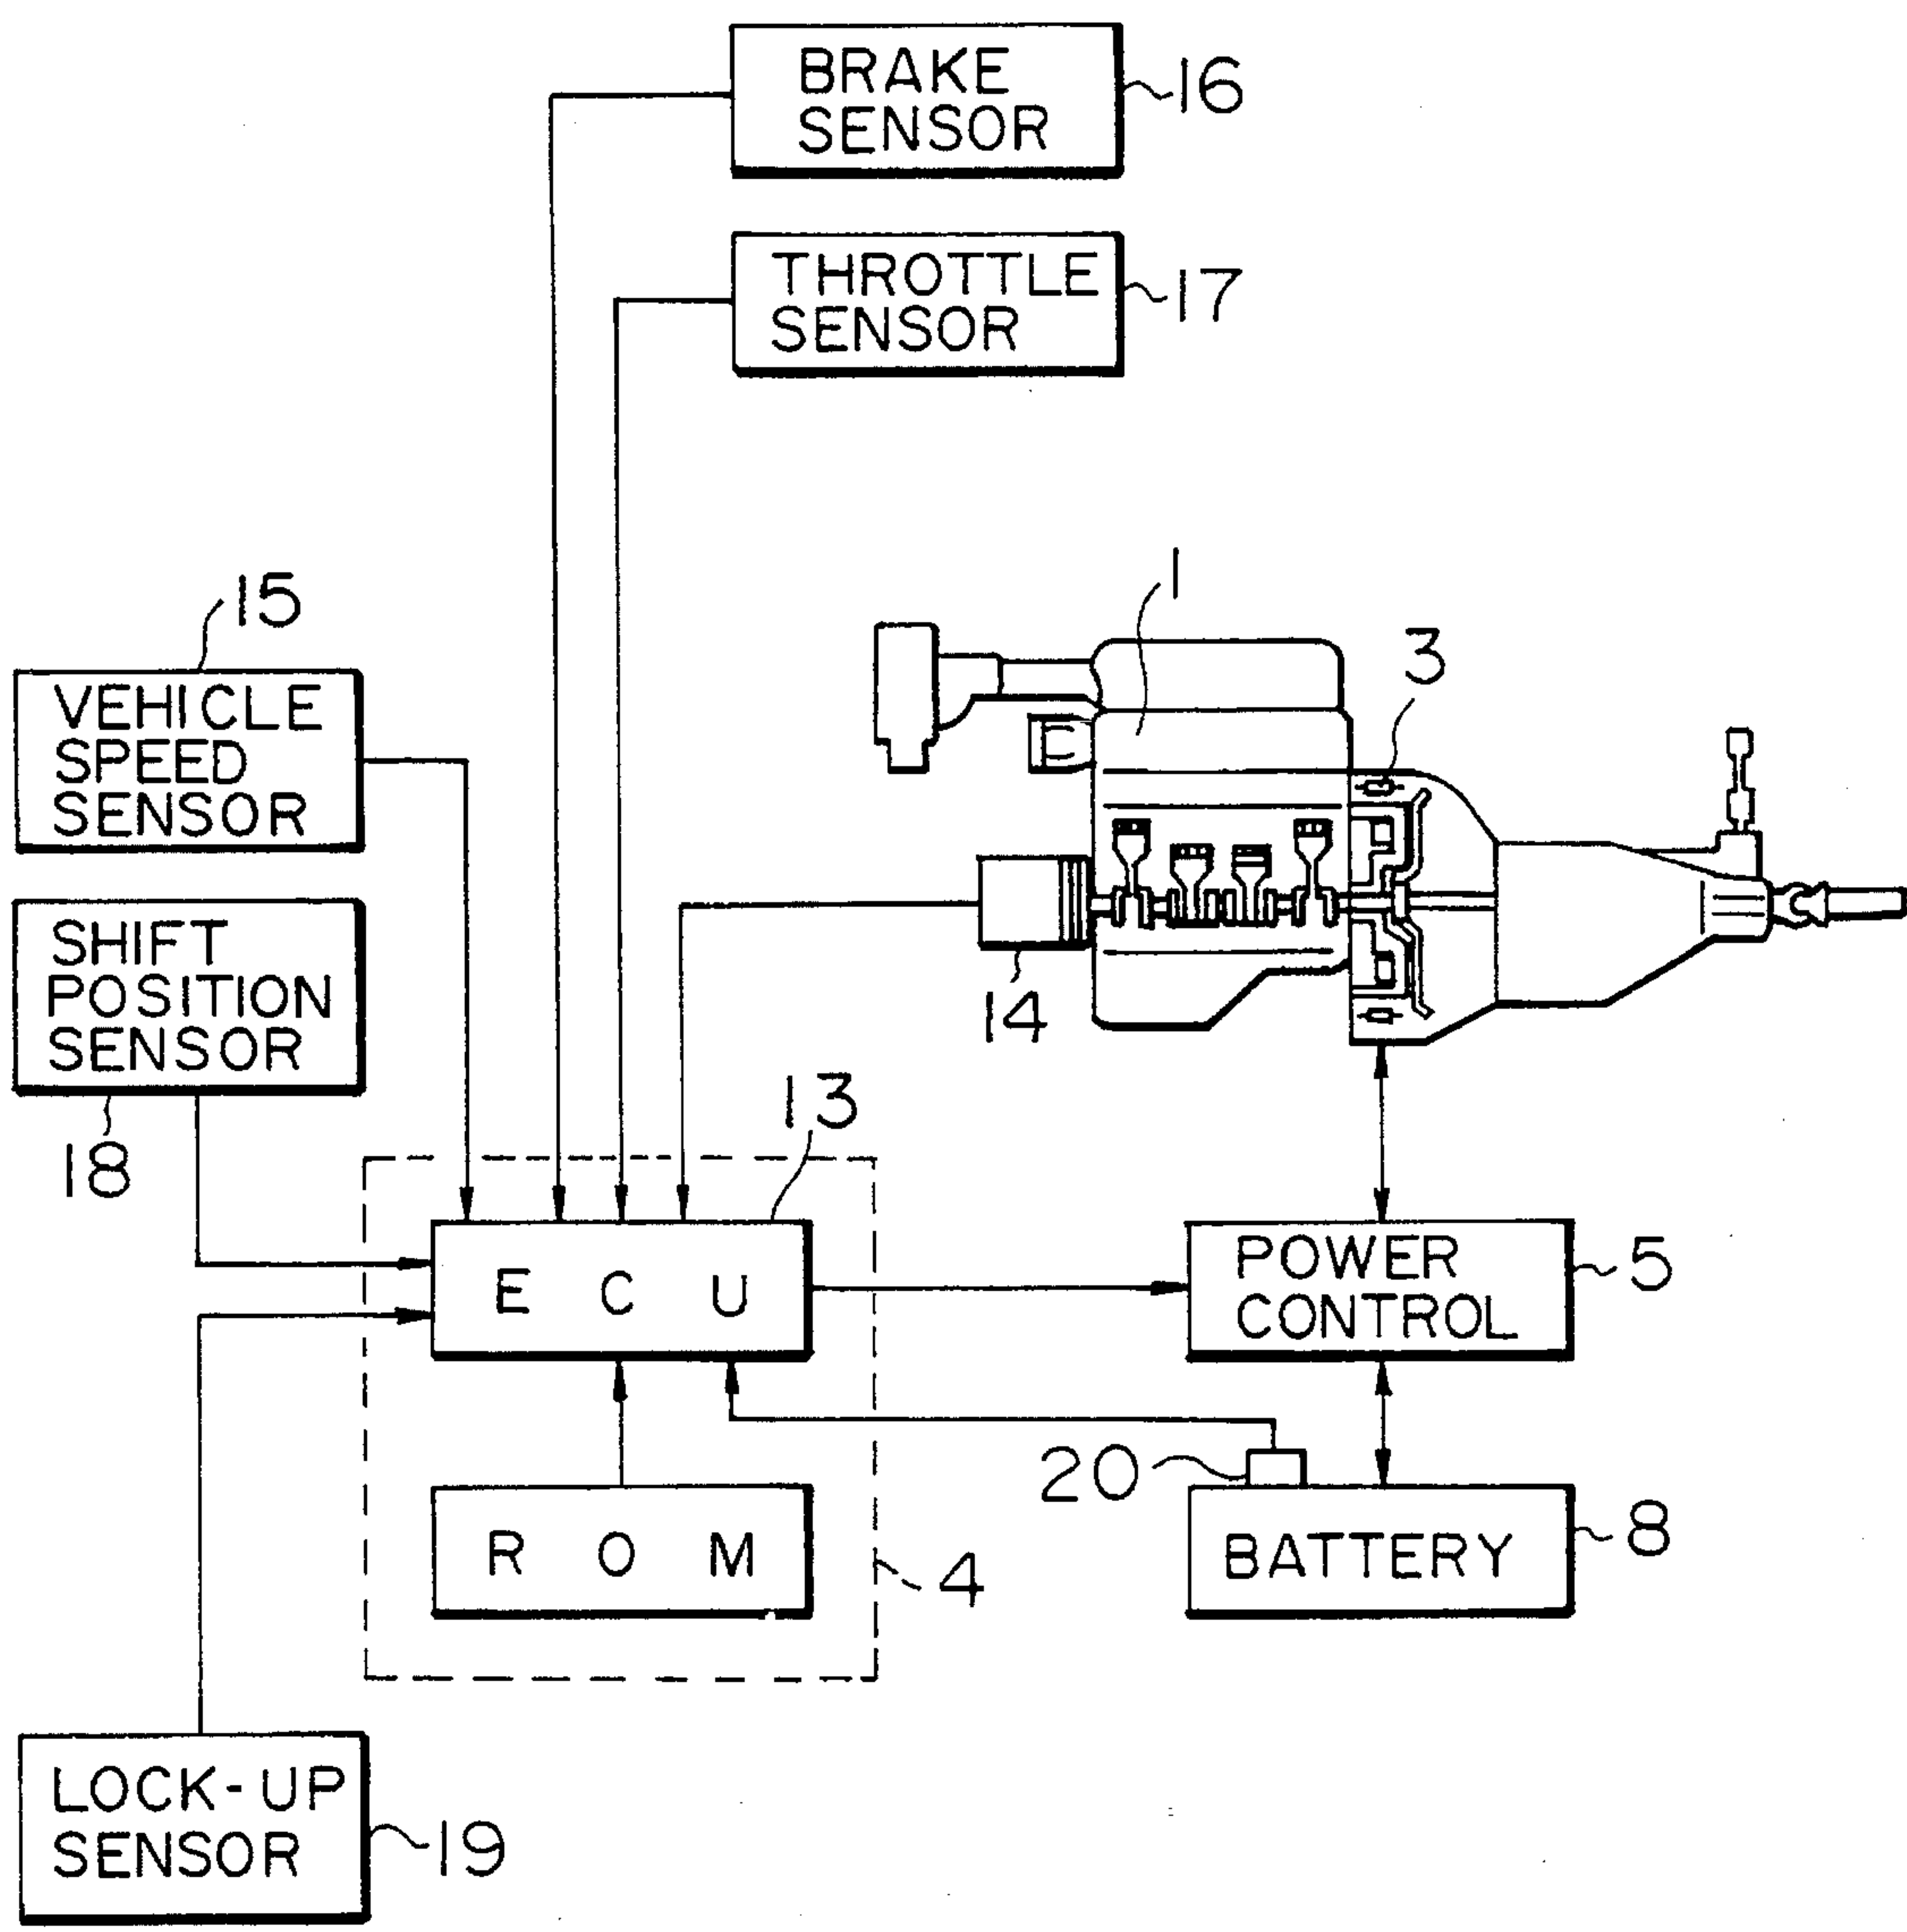 BRAKE
SENSOR
16
THROTTLE
SENSOR
17
1
15
3
VEHICLE
SPEED
SENSOR
SHIFT
POSITION
SENSOR
14
13
18
E C U
POWER
CONTROL
5
20
R O M
4
BATTERY
8
LOCK-UP
SENSOR
19